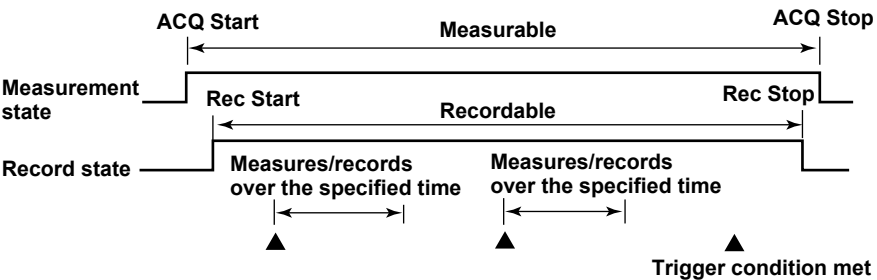 ACQ Start
ACQ Stop
Measurable
Measurement
state
Rec Start
Rec Stop
Recordable
Record state
Measures/records
over the specified time
Measures/records
over the specified time
Trigger condition met